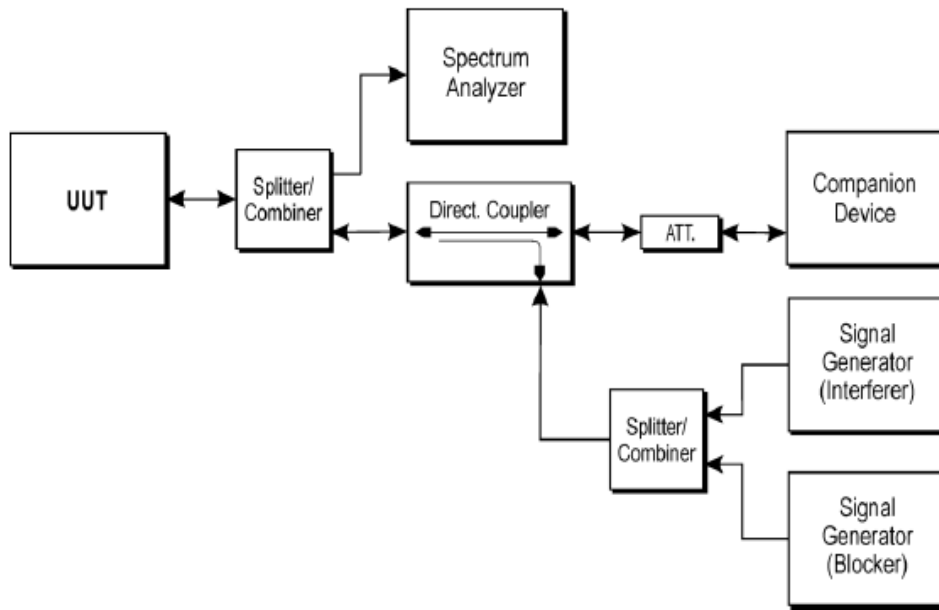 Spectrum
Analyzer
UUT
Splitter/
Combiner
Direct. Coupler
ATT.
Companion
Device
Signal
Generator
(Interferer)
Splitter/
Combiner
Signal
Generator
(Blocker)